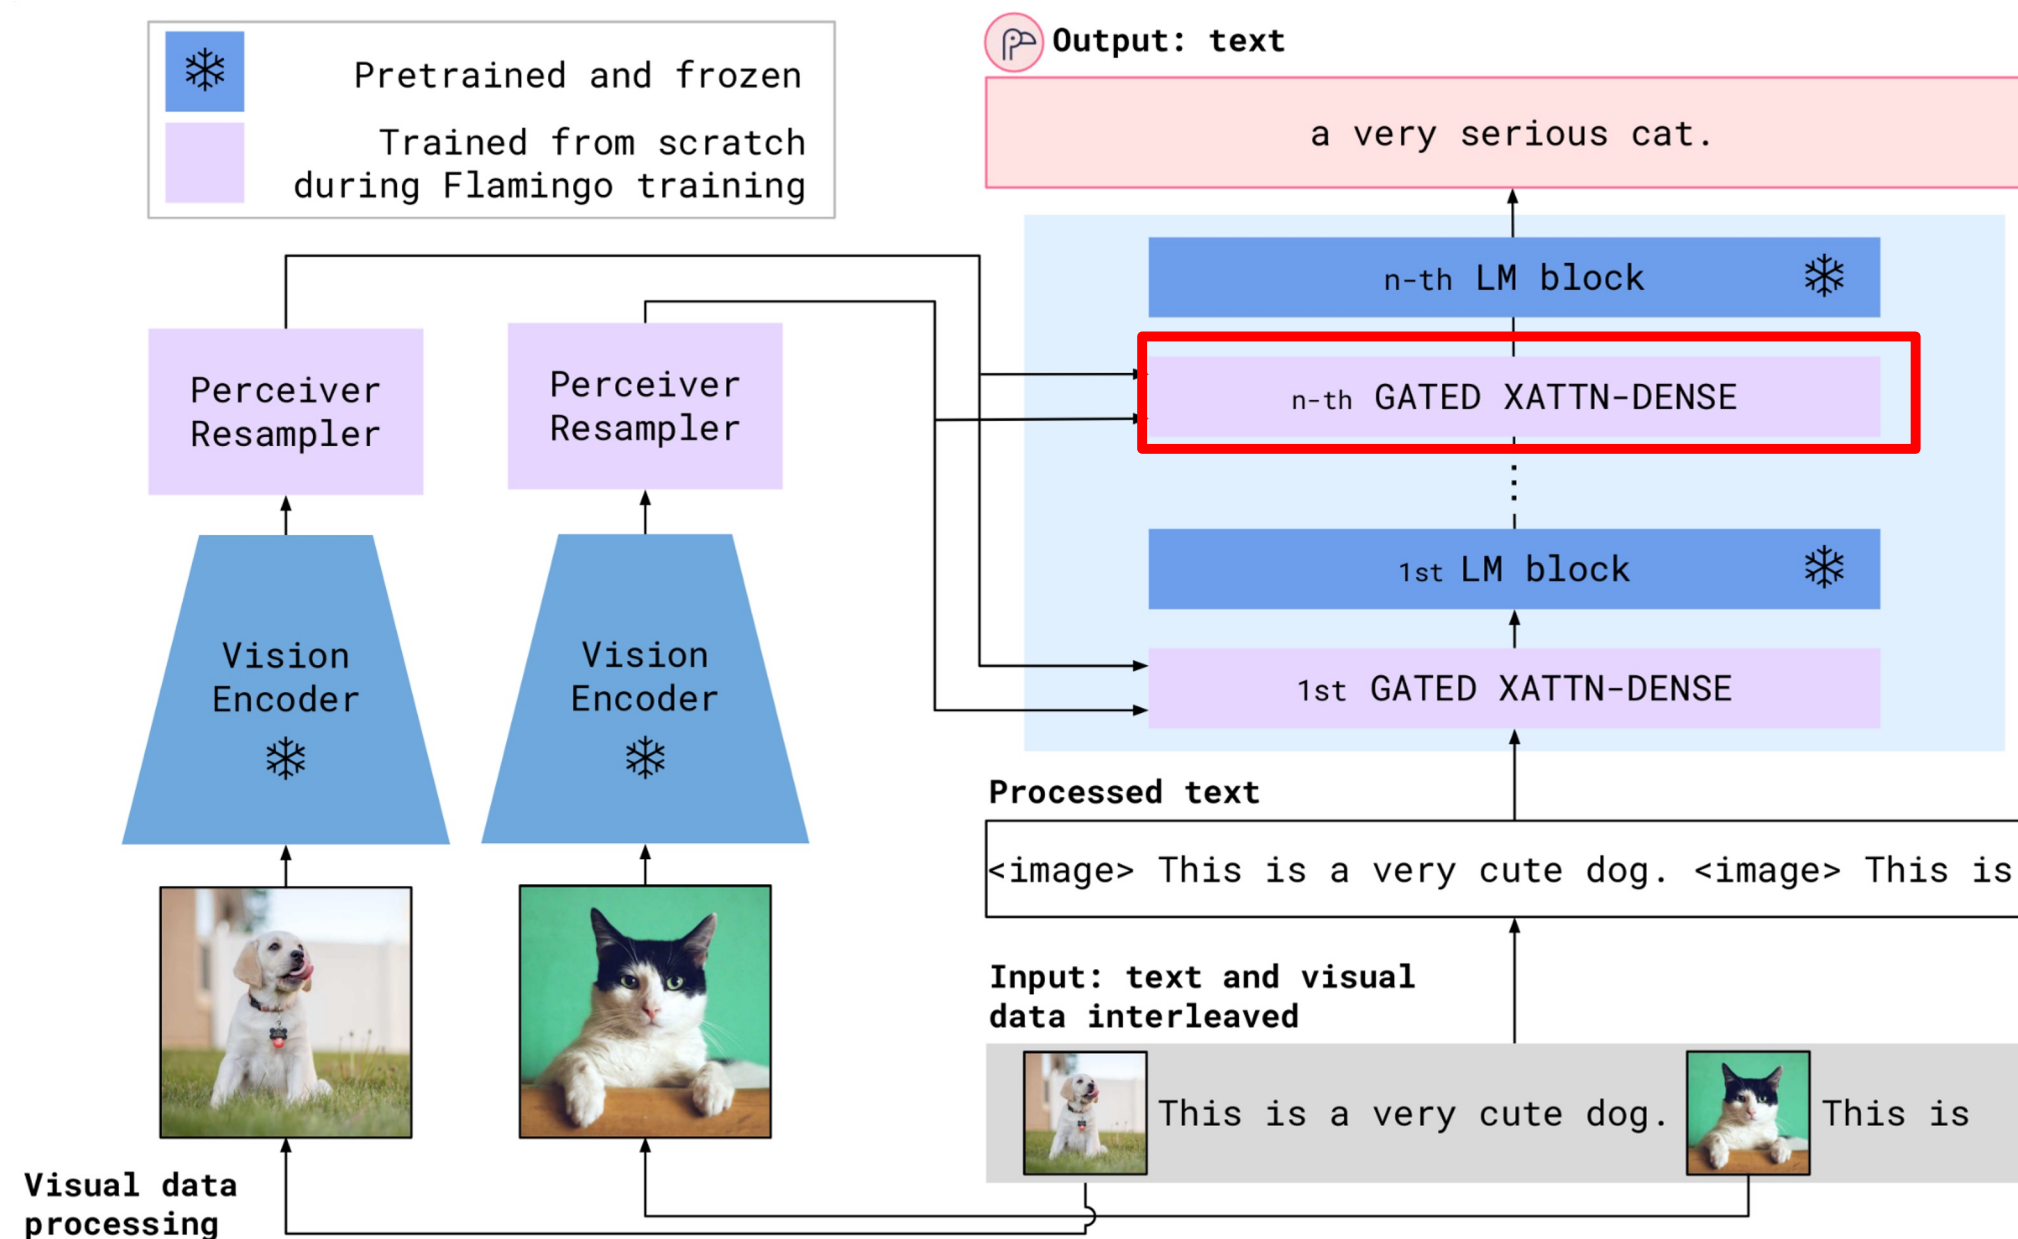 Pretrained and frozen
Trained from scratch
during Flamingo training
Output: text
a very serious cat.
n-th LM block
n-th GATED XATTN-DENSE
1st LM block
1st GATED XATTN-DENSE
Perceiver
Resampler
Perceiver
Resampler
Vision
Encoder
Vision
Encoder
Processed text
<image> This is a very cute dog. <image> This is
Input: text and visual
data interleaved
This is a very cute dog.
This is
Visual data
processing